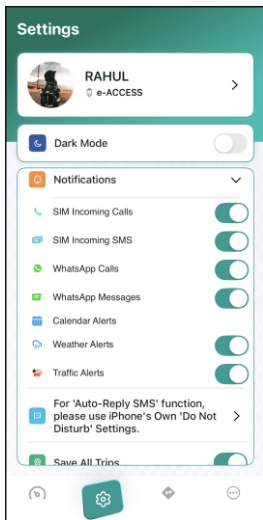 Settings
RAHUL
e-ACCESS
Dark Mode
Notifications
SIM Incoming Calls
SIM Incoming SMS
WhatsApp Calls
WhatsApp Messages
Calendar Alerts
Weather Alerts
Traffic Alerts
For 'Auto-Reply SMS' function,
please use iPhone's Own 'Do Not
Disturb' Settings.
Save All Trips